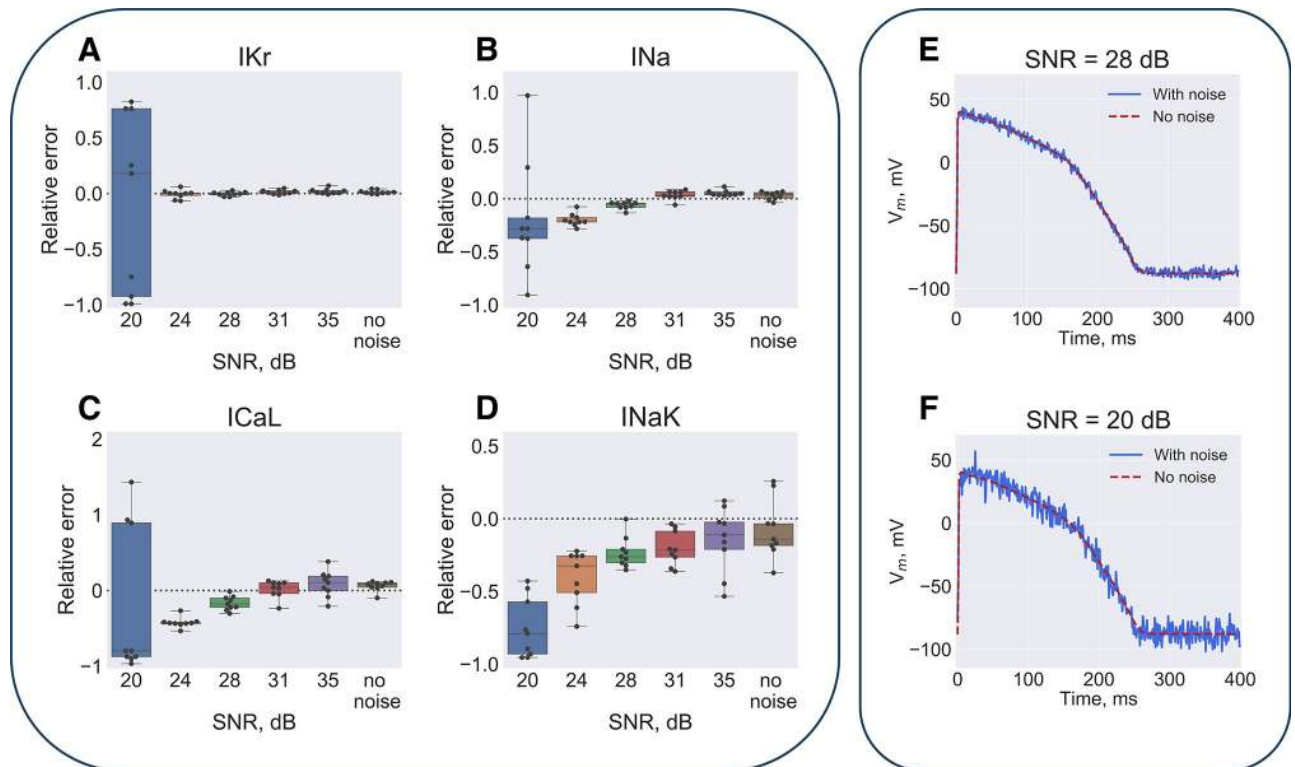 A
IKr
Relative error
1.0
0.5
0.0
−0.5
−1.0
20 24 28 31 35 no
noise
SNR, dB
B
INa
Relative error
1.0
0.5
0.0
−0.5
−1.0
20 24 28 31 35 no
noise
SNR, dB
C
ICaL
Relative error
2
1
0
−1
20 24 28 31 35 no
noise
SNR, dB
D
INaK
Relative error
0.5
0.0
−0.5
−1.0
20 24 28 31 35 no
noise
SNR, dB
E
SNR = 28 dB
With noise
No noise
Vm, mV
50
0
−50
−100
0 100 200 300 400
Time, ms
F
SNR = 20 dB
With noise
No noise
Vm, mV
50
0
−50
−100
0 100 200 300 400
Time, ms